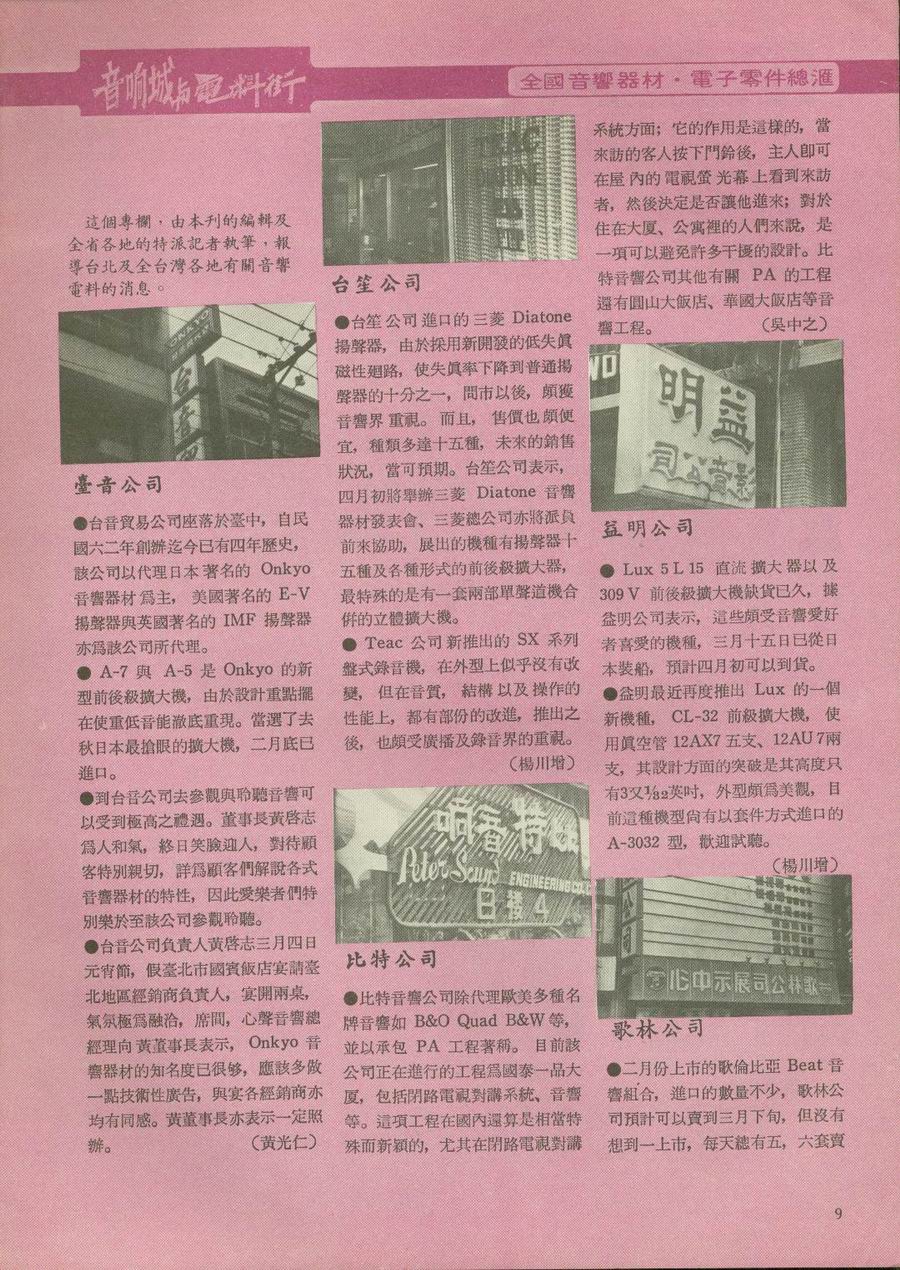 音响城與電料街
全國音響器材・電子零件總滙
這個專欄，由本刊的編輯及
全省各地的特派記者執筆，報
導台北及全台灣各地有關音響
電料的消息。
ONKYO
台音
臺音公司
●台音貿易公司座落於臺中，自民
國六二年創辦迄今已有四年歷史，
該公司以代理日本著名的 Onkyo
音響器材爲主， 美國著名的 E-V
揚聲器與英國著名的 IMF 揚聲器
亦爲該公司所代理。
● A-7 與 A-5 是 Onkyo 的新
型前後級擴大機，由於設計重點擺
在使重低音能澈底重現。當選了去
秋日本最搶眼的擴大機，二月底已
進口。
●到台音公司去參觀與聆聽音響可
以受到極高之禮遇。董事長黃啓志
爲人和氣，終日笑臉迎人，對待顧
客特別親切，詳爲顧客們解說各式
音響器材的特性，因此愛樂者們特
別樂於至該公司參觀聆聽。
●台音公司負責人黃啓志三月四日
元宵節，假臺北市國賓飯店宴請臺
北地區經銷商負責人，宴開兩桌，
氣氛極爲融洽，席間，心聲音響總
經理向黃董事長表示， Onkyo 音
響器材的知名度已很够，應該多做
一點技術性廣告，與宴各經銷商亦
均有同感。黃董事長亦表示一定照
辦。 （黃光仁）
TEAC
台笙公司
●台笙公司進口的三菱 Diatone
揚聲器，由於採用新開發的低失眞
磁性廻路，使失眞率下降到普通揚
聲器的十分之一，問市以後，頗獲
音響界重視。而且， 售價也頗便
宜，種類多達十五種，未來的銷售
狀況，當可預期。台笙公司表示，
四月初將舉辦三菱 Diatone 音響
器材發表會、三菱總公司亦將派員
前來協助，展出的機種有揚聲器十
五種及各種形式的前後級擴大器，
最特殊的是有一套兩部單聲道機合
倂的立體擴大機。
● Teac 公司新推出的 SX 系列
盤式錄音機，在外型上似乎沒有改
變， 但在音質， 結構以及操作的
性能上，都有部份的改進，推出之
後，也頗受廣播及錄音界的重視。
（楊川增）
响音特比
Peter Sound ENGINEERING CO.
日楼4
比特公司
●比特音響公司除代理歐美多種名
牌音響如 B&O Quad B&W等，
並以承包 PA 工程著稱。 目前該
公司正在進行的工程爲國泰一品大
厦，包括閉路電視對講系統、音響
等。這項工程在國內還算是相當特
殊而新穎的，尤其在閉路電視對講
系統方面；它的作用是這樣的，當
來訪的客人按下門鈴後，主人卽可
在屋內的電視螢光幕上看到來訪
者，然後決定是否讓他進來；對於
住在大厦、公寓裡的人們來說，是
一項可以避免許多干擾的設計。比
特音響公司其他有關 PA 的工程
還有圓山大飯店、華國大飯店等音
響工程。 （吳中之）
明益
司公音
益明公司
● Lux 5L15 直流擴大器以及
309V 前後級擴大機缺貨已久，據
益明公司表示，這些頗受音響愛好
者喜愛的機種，三月十五日已從日
本裝船，預計四月初可以到貨。
●益明最近再度推出 Lux 的一個
新機種， CL-32 前級擴大機， 使
用眞空管 12AX7 五支、12AU7兩
支，其設計方面的突破是其高度只
有3又1/32英吋，外型頗爲美觀，目
前這種機型尙有以套件方式進口的
A-3032 型，歡迎試聽。
（楊川增）
公司
心中示展司公林歌
歌林公司
●二月份上市的歌倫比亞 Beat 音
響組合，進口的數量不少，歌林公
司預計可以賣到三月下旬，但沒有
想到一上市，每天總有五，六套賣
9